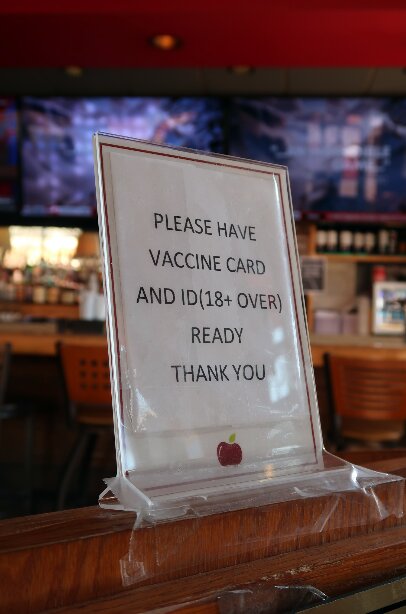 PLEASE HAVE
VACCINE CARD
AND ID(18+ OVER)
READY
THANK YOU